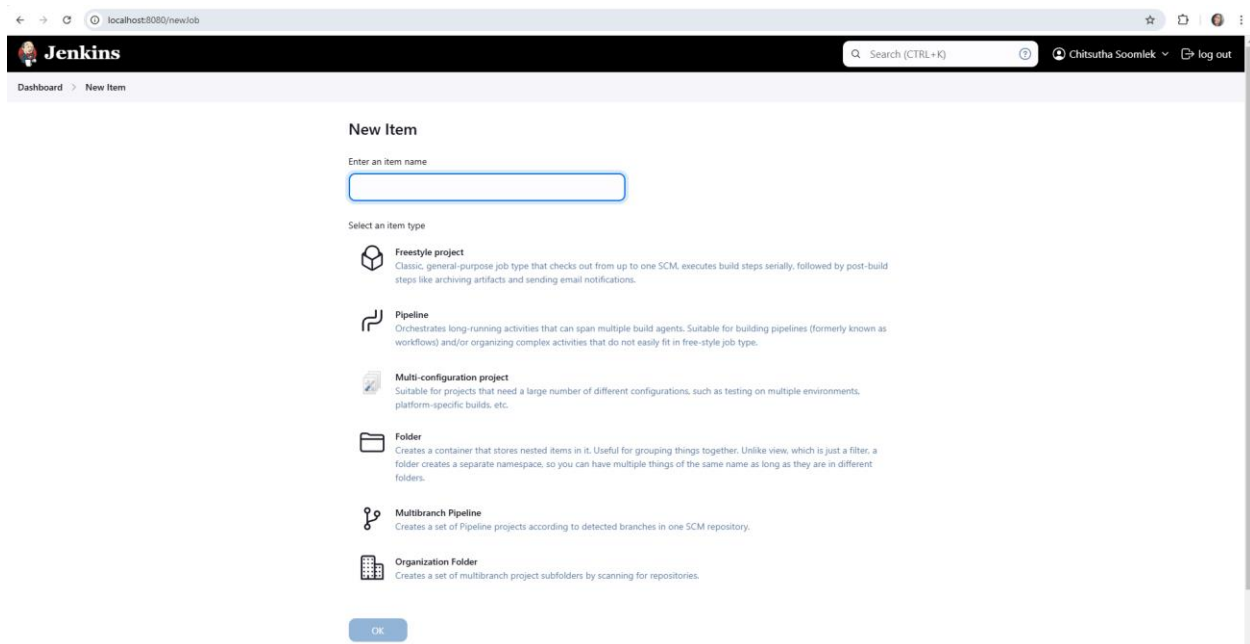 localhost:8080/newJob
Jenkins
Search (CTRL+K)
Chitsutha Soomlek
log out
Dashboard > New Item
New Item
Enter an item name
Select an item type
Freestyle project
Classic, general-purpose job type that checks out from up to one SCM, executes build steps serially, followed by post-build
steps like archiving artifacts and sending email notifications.
Pipeline
Orchestrates long-running activities that can span multiple build agents. Suitable for building pipelines (formerly known as
workflows) and/or organizing complex activities that do not easily fit in free-style job type.
Multi-configuration project
Suitable for projects that need a large number of different configurations, such as testing on multiple environments,
platform-specific builds, etc.
Folder
Creates a container that stores nested items in it. Useful for grouping things together. Unlike view, which is just a filter, a
folder creates a separate namespace, so you can have multiple things of the same name as long as they are in different
folders.
Multibranch Pipeline
Creates a set of Pipeline projects according to detected branches in one SCM repository.
Organization Folder
Creates a set of multibranch project subfolders by scanning for repositories.
OK